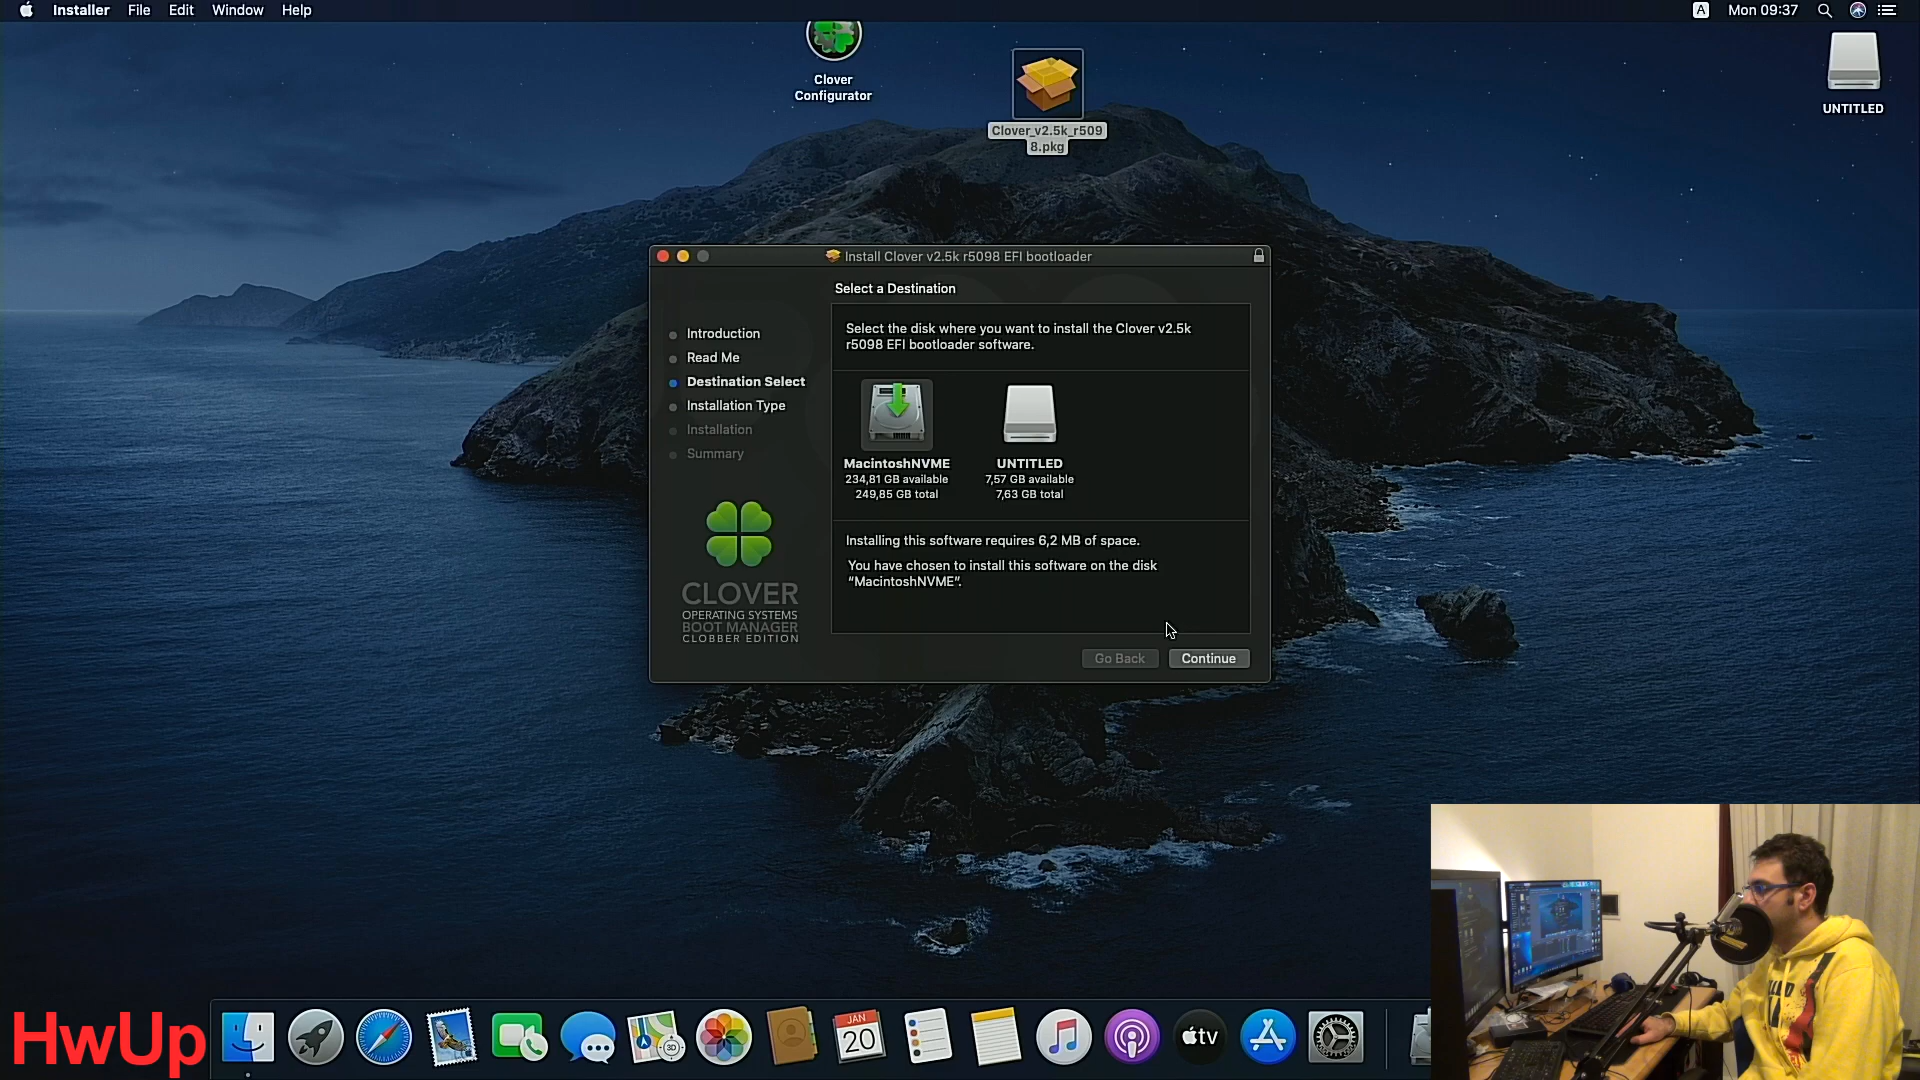 Installer File Edit Window Help
A Mon 09:37
Clover
Configurator
Clover_v2.5k_r509
8.pkg
UNTITLED
Install Clover v2.5k r5098 EFI bootloader
Select a Destination
Introduction
Read Me
Destination Select
Installation Type
Installation
Summary
Select the disk where you want to install the Clover v2.5k
r5098 EFI bootloader software.
MacintoshNVME
234,81 GB available
249,85 GB total
UNTITLED
7,57 GB available
7,63 GB total
Installing this software requires 6,2 MB of space.
You have chosen to install this software on the disk
“MacintoshNVME”.
CLOVER
OPERATING SYSTEMS
BOOT MANAGER
CLOBBER EDITION
Go Back Continue
HwUp
3D
JAN
20
tv